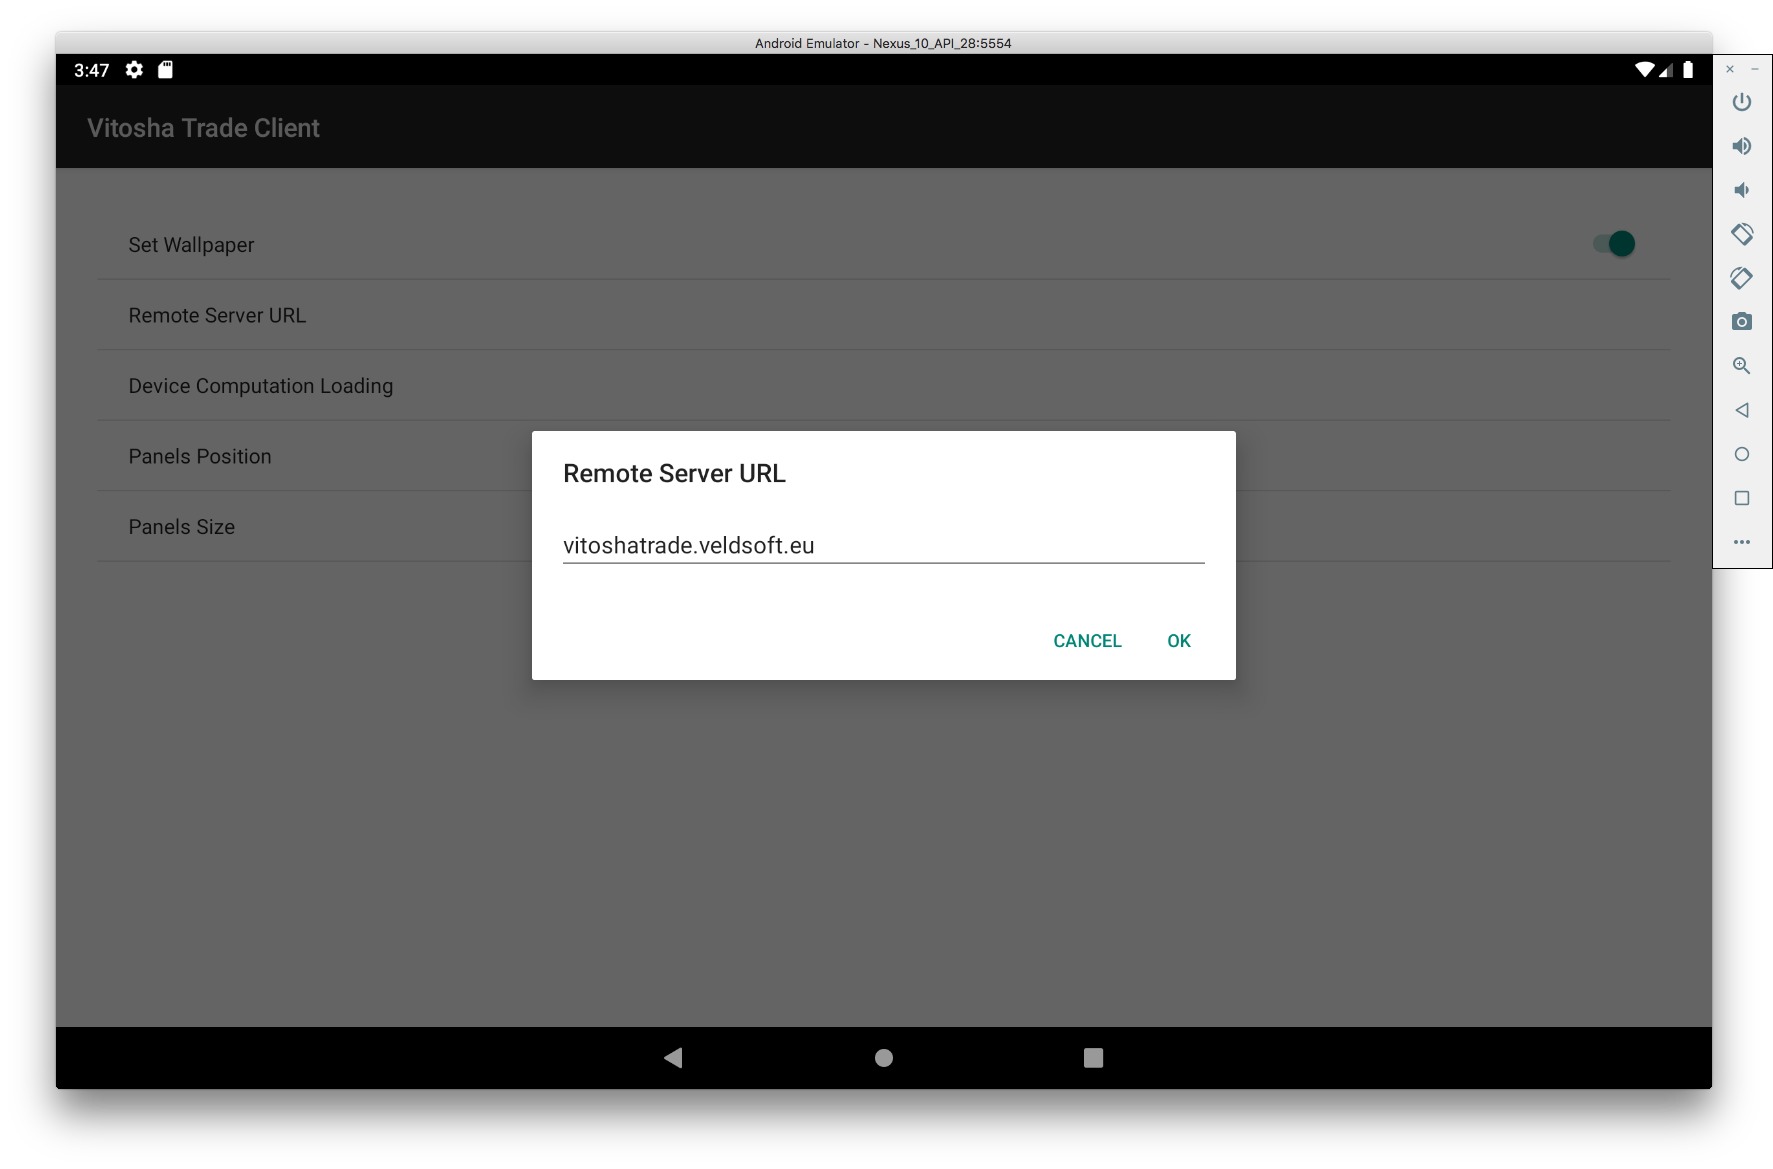 Android Emulator - Nexus_10_API_28:5554
3:47
Vitosha Trade Client
Set Wallpaper
Remote Server URL
Device Computation Loading
Panels Position
Panels Size
Remote Server URL
vitoshatrade.veldsoft.eu
CANCEL OK